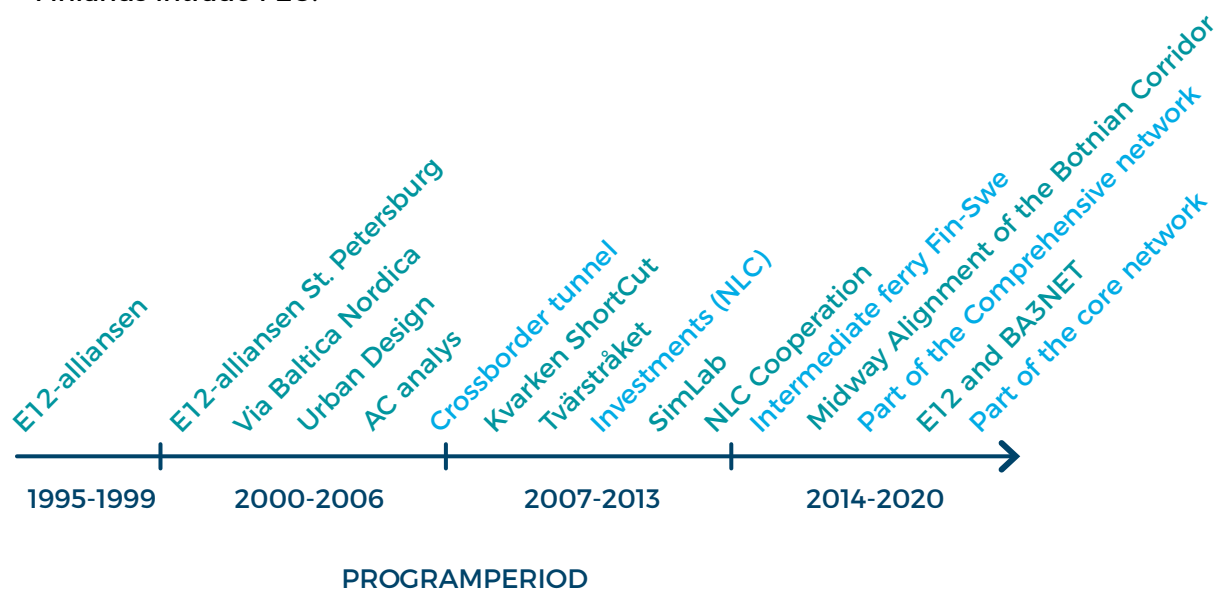 E12-alliansen
E12-alliansen St. Petersburg
Via Baltica Nordica
Urban Design
AC analys
Crossborder tunnel
Kvarken ShortCut
Tvärstråket
Investments (NLC)
SimLab
NLC Cooperation
Intermediate ferry Fin-Swe
Midway Alignment of the Botnian Corridor
Part of the Comprehensive network
E12 and BA3NET
Part of the core network
1995-1999
2000-2006
2007-2013
2014-2020
PROGRAMPERIOD